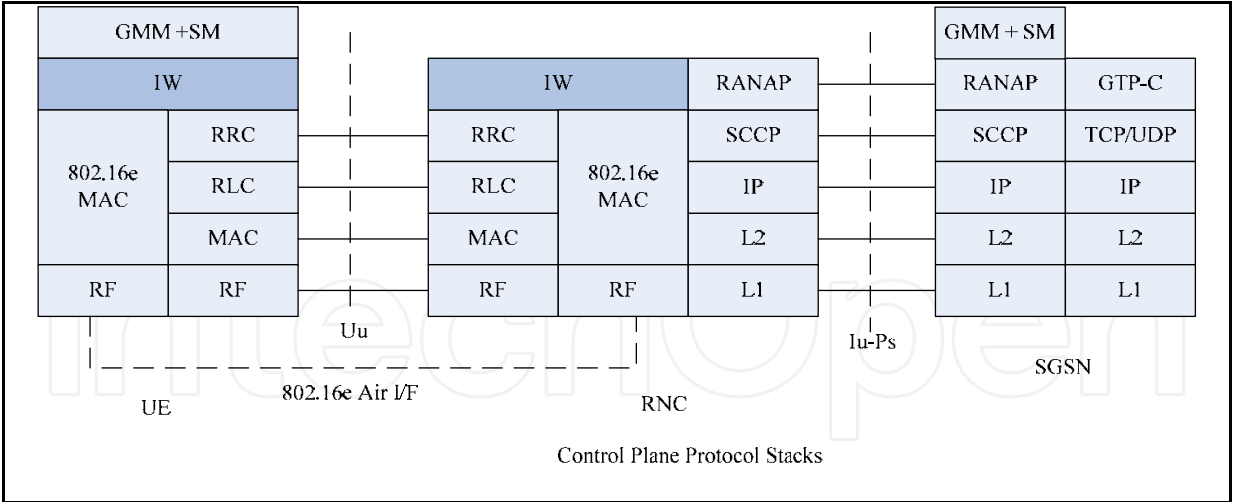 GMM +SM
GMM + SM
IW
IW
RANAP
RANAP
GTP-C
802.16e
MAC
RRC
RRC
802.16e
MAC
SCCP
SCCP
TCP/UDP
RLC
RLC
IP
IP
IP
MAC
MAC
L2
L2
L2
RF
RF
RF
RF
L1
L1
L1
Uu
Iu-Ps
802.16e Air I/F
SGSN
UE
RNC
Control Plane Protocol Stacks
IntechOpen